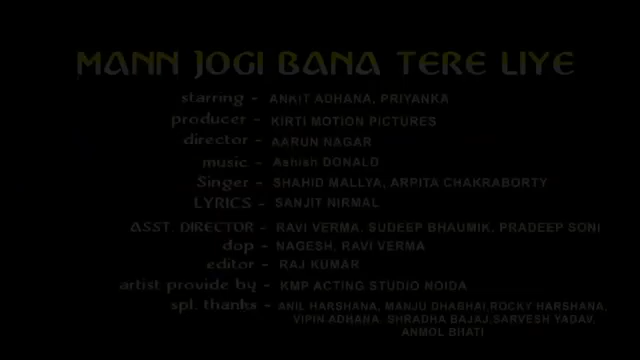 MANN JOGI BANA TERE LIYE
starring - ANKIT ADHANA, PRIYANKA
producer - KIRTI MOTION PICTURES
director - AARUN NAGAR
music - Ashish DONALD
Singer - SHAHID MALLYA, ARPITA CHAKRABORTY
LYRICS - SANJIT NIRMAL
ASST. DIRECTOR - RAVI VERMA, SUDEEP BHAUMIK, PRADEEP SONI
dop - NAGESH, RAVI VERMA
editor - RAJ KUMAR
artist provide by - KMP ACTING STUDIO NOIDA
spl. thanks - ANIL HARSHANA, MANJU DHABHAI, ROCKY HARSHANA,
VIPIN ADHANA, SHRADHA BAJAJ, SARVESH YADAV,
ANMOL BHATI